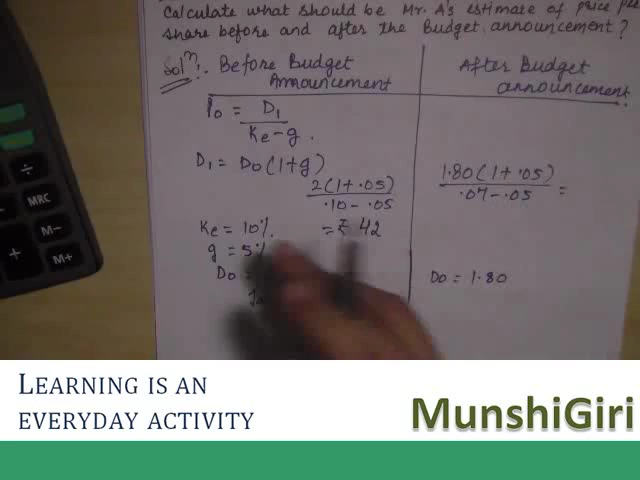 Calculate what should be Mr. A's estimate of price per
share before and after the Budget announcement?
Solⁿ:. Before Budget
Announcement
P₀ = D₁
Ke-g.
D₁ = D₀(1+g)
2(1+.05)
.10-.05
Ke = 10%.
= ₹ 42
g = 5%
D₀ =
After Budget
announcement.
1.80(1+.05)
.07-.05 =
D₀ = 1.80
MRC
M-
M+
LEARNING IS AN
EVERYDAY ACTIVITY
MunshiGiri